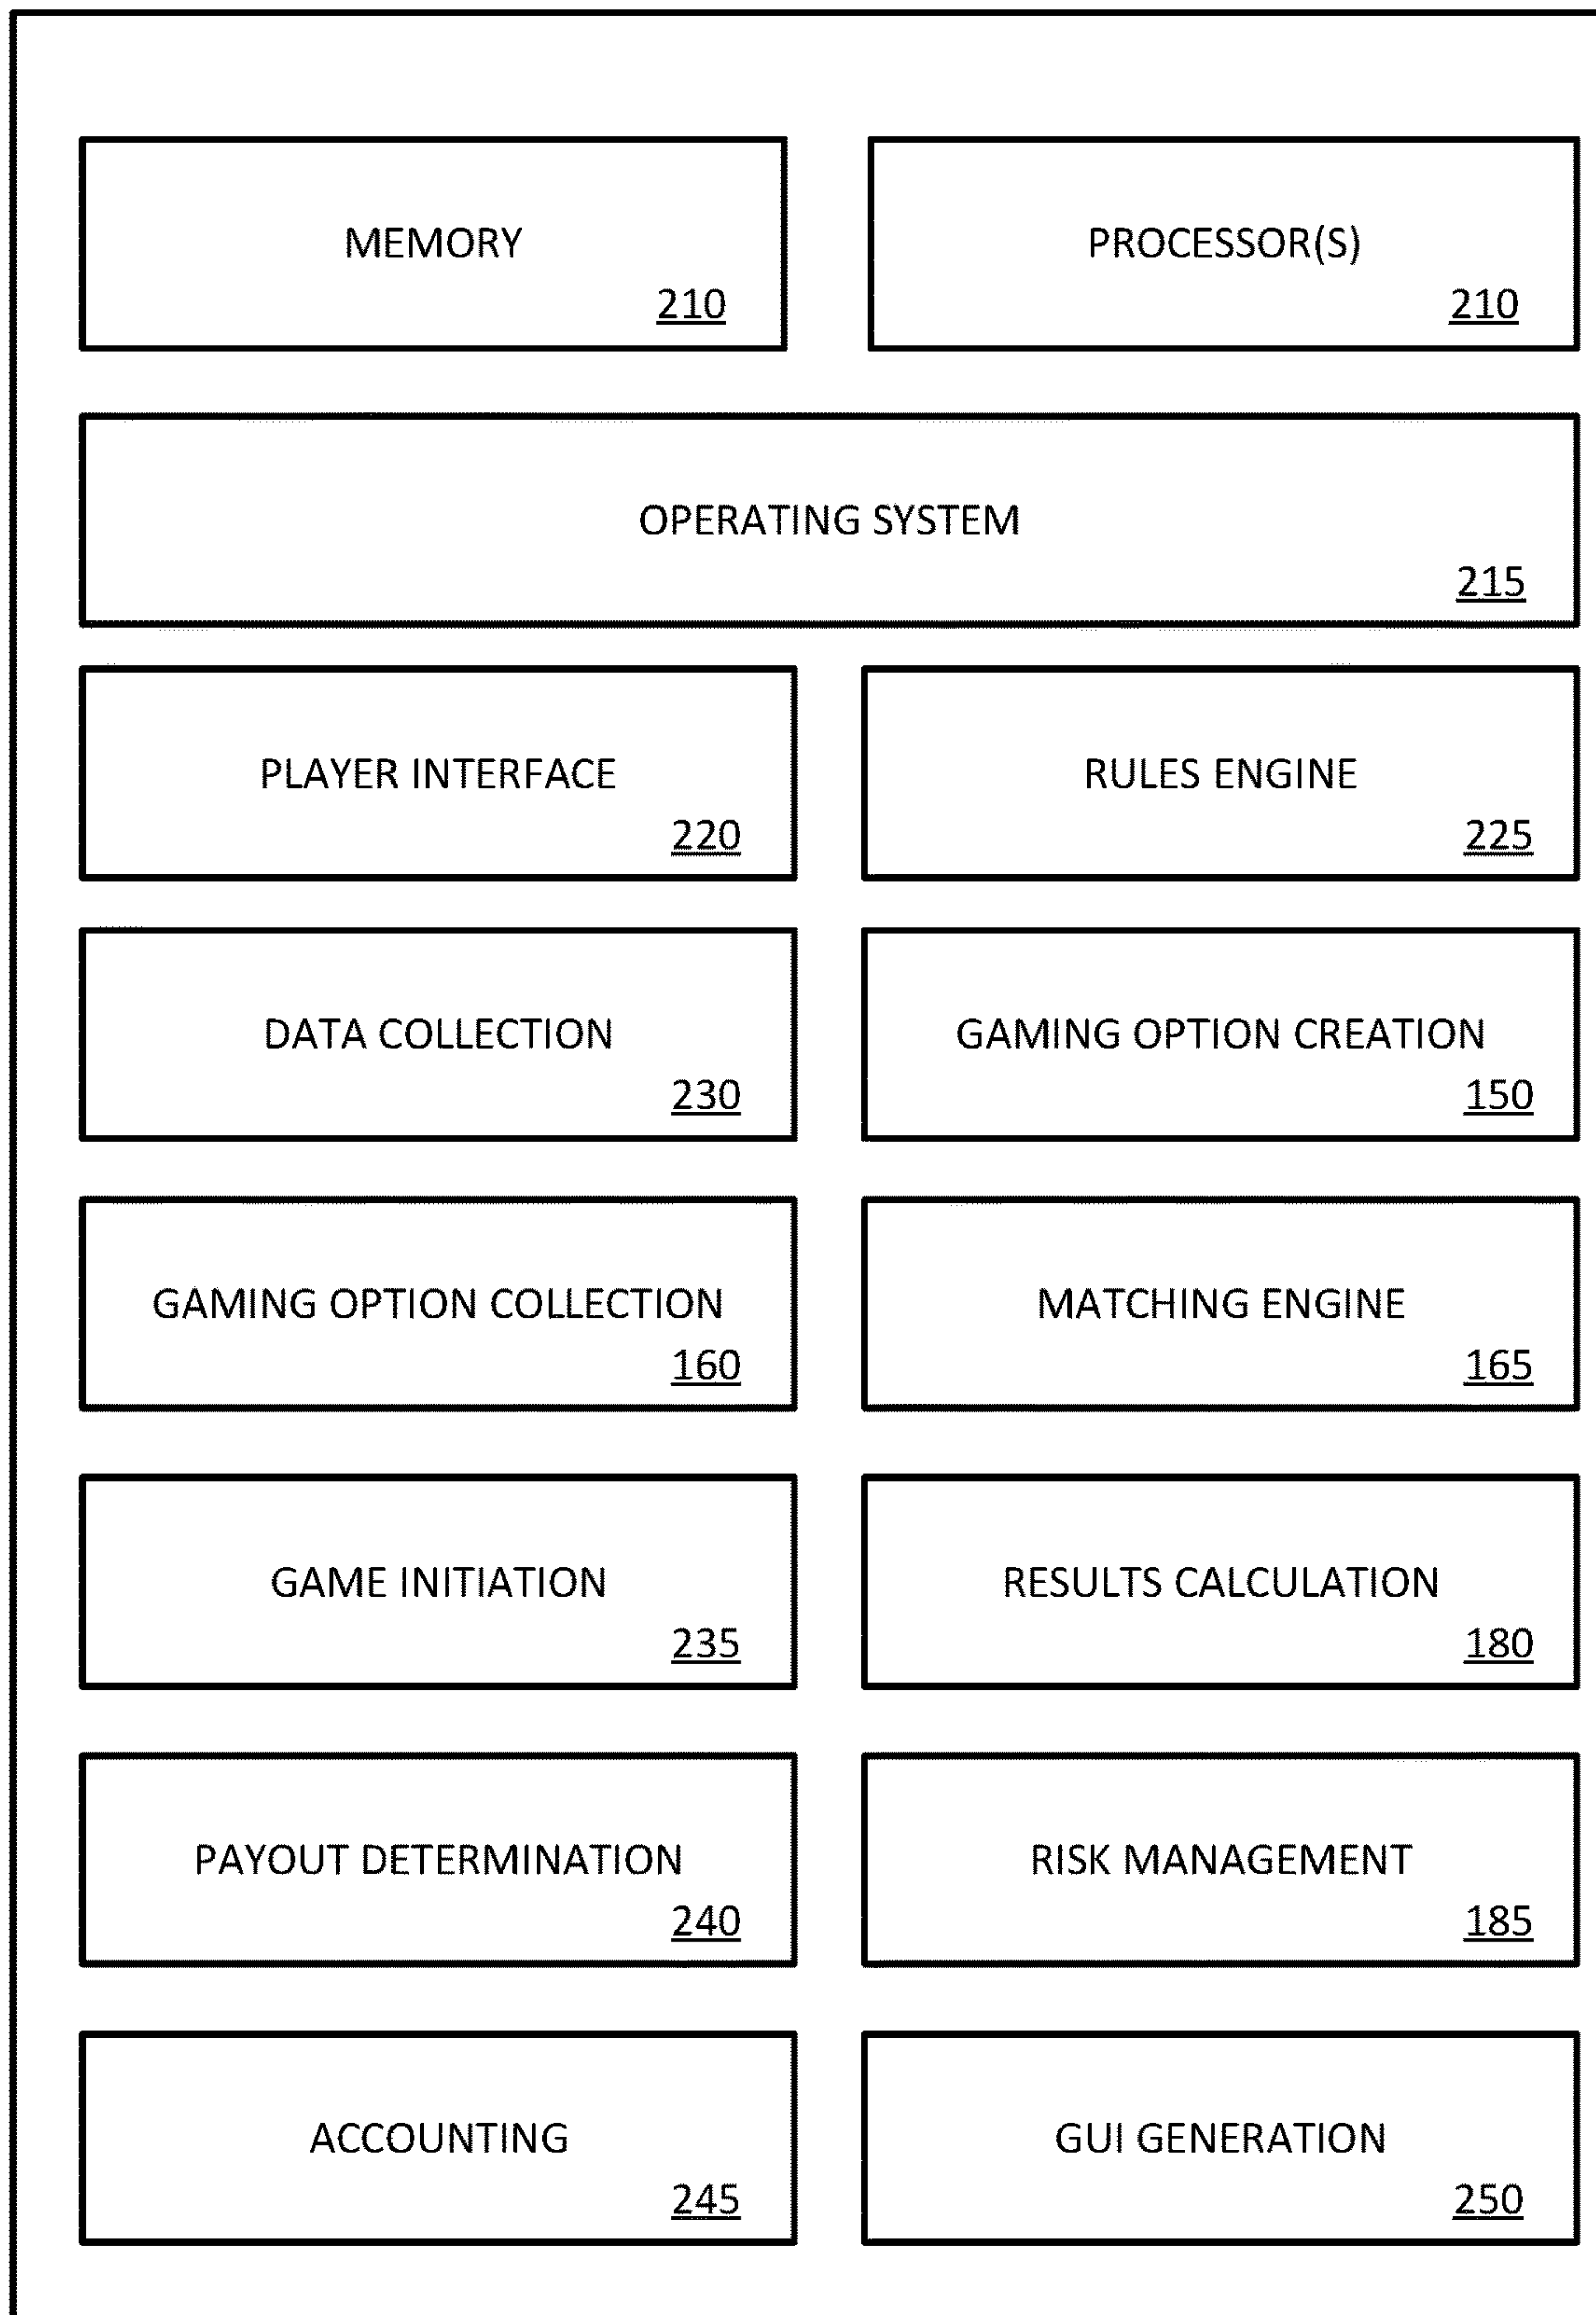 MEMORY
210
PROCESSOR(S)
210
OPERATING SYSTEM
215
PLAYER INTERFACE
220
RULES ENGINE
225
DATA COLLECTION
230
GAMING OPTION CREATION
150
GAMING OPTION COLLECTION
160
MATCHING ENGINE
165
GAME INITIATION
235
RESULTS CALCULATION
180
PAYOUT DETERMINATION
240
RISK MANAGEMENT
185
ACCOUNTING
245
GUI GENERATION
250